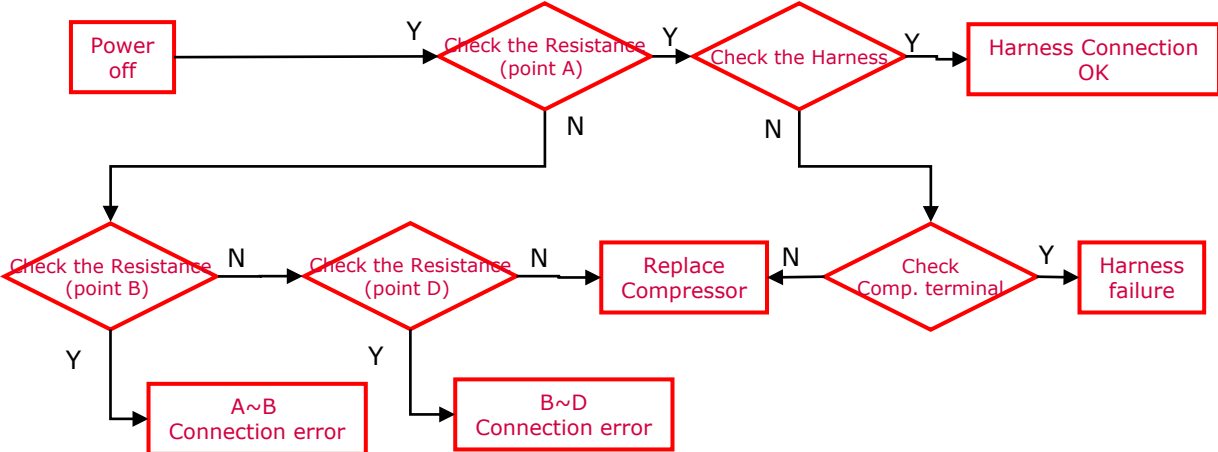 Power
off
Y
Check the Resistance
(point A)
Y
Check the Harness
Y
Harness Connection
OK
N
N
Check the Resistance
(point B)
N
Check the Resistance
(point D)
N
Replace
Compressor
N
Check
Comp. terminal
Y
Harness
failure
Y
A~B
Connection error
Y
B~D
Connection error